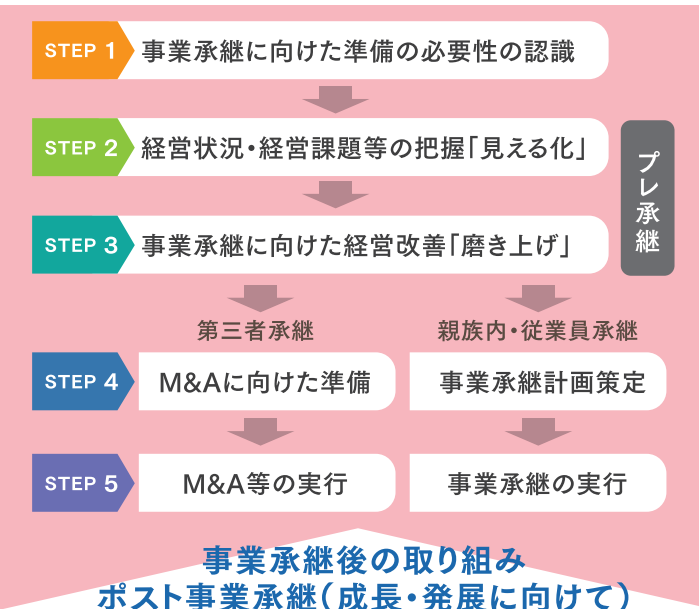 STEP 1 事業承継に向けた準備の必要性の認識
STEP 2 経営状況・経営課題等の把握「見える化」
プレ承継
STEP 3 事業承継に向けた経営改善「磨き上げ」
第三者承継 親族内・従業員承継
STEP 4 M&Aに向けた準備 事業承継計画策定
STEP 5 M&A等の実行 事業承継の実行
事業承継後の取り組み
ポスト事業承継(成長・発展に向けて)